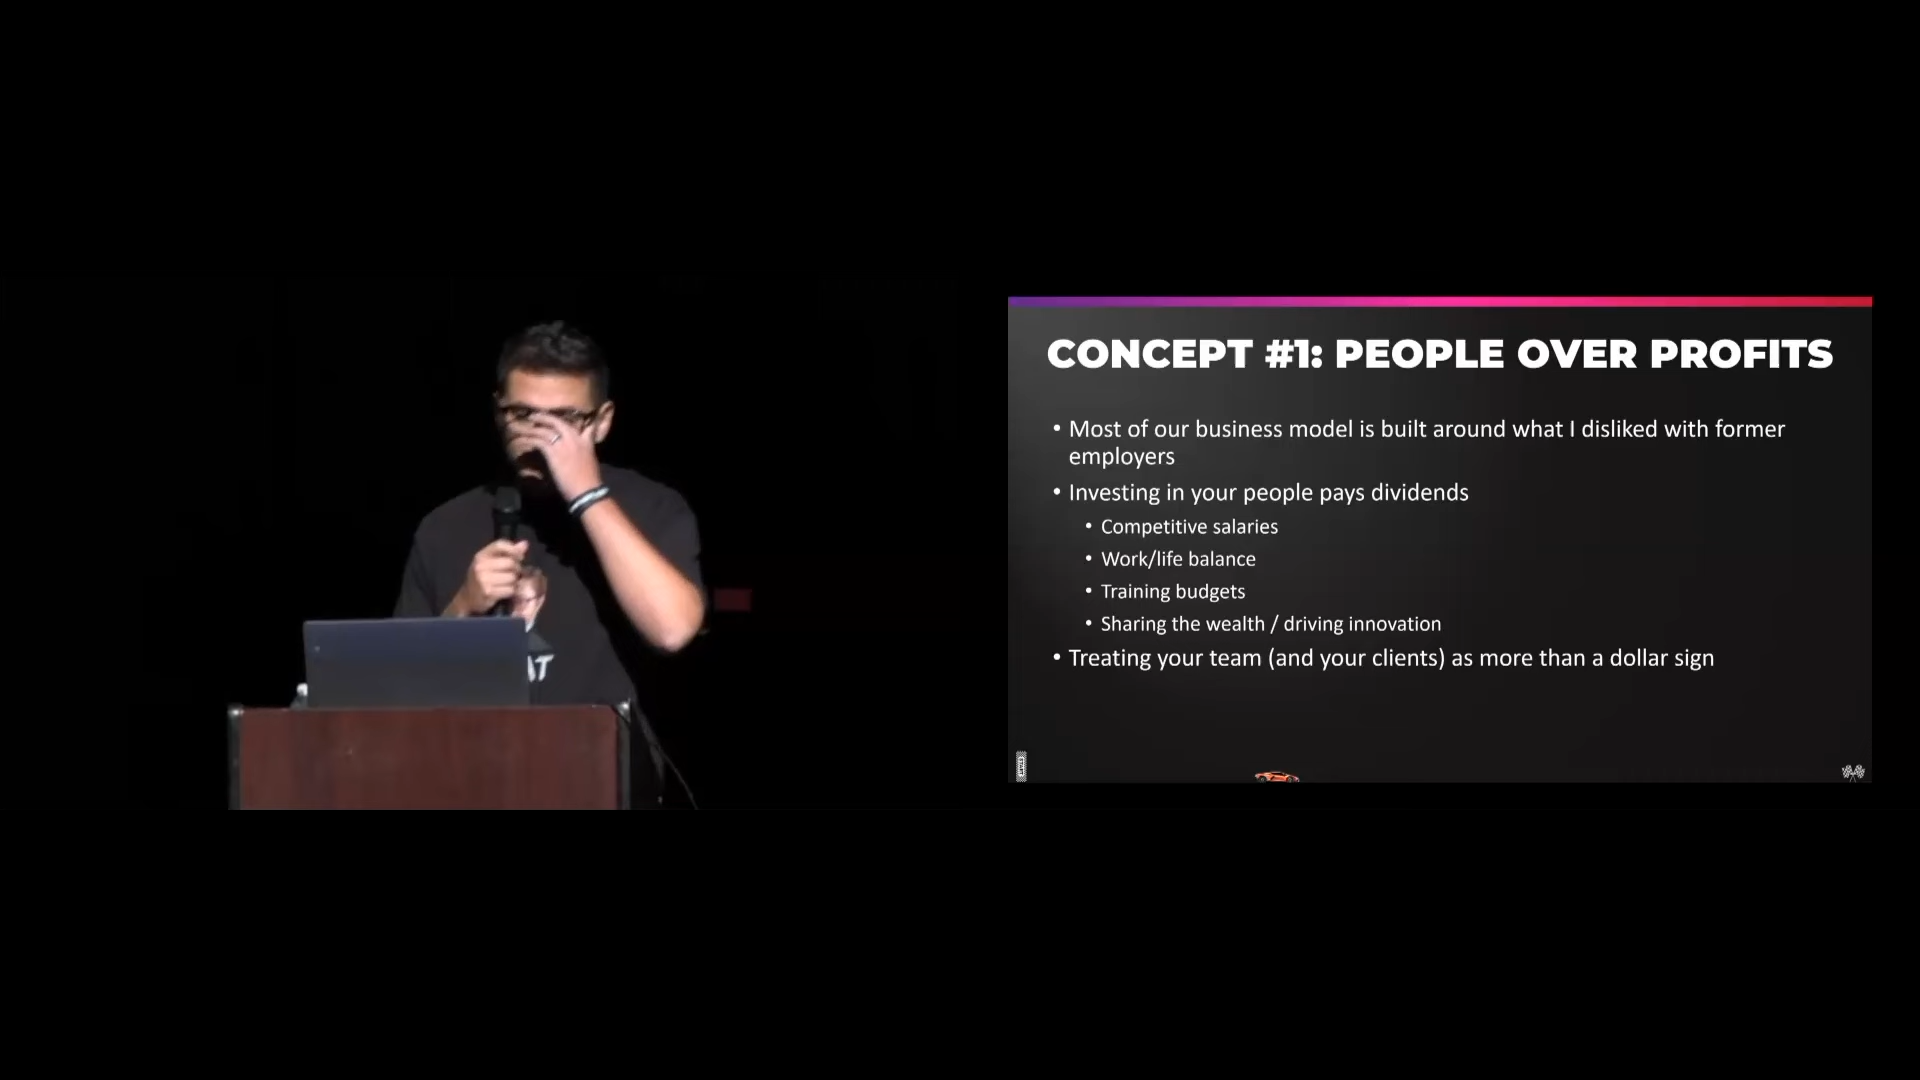 CONCEPT #1: PEOPLE OVER PROFITS
• Most of our business model is built around what I disliked with former
employers
• Investing in your people pays dividends
• Competitive salaries
• Work/life balance
• Training budgets
• Sharing the wealth / driving innovation
• Treating your team (and your clients) as more than a dollar sign